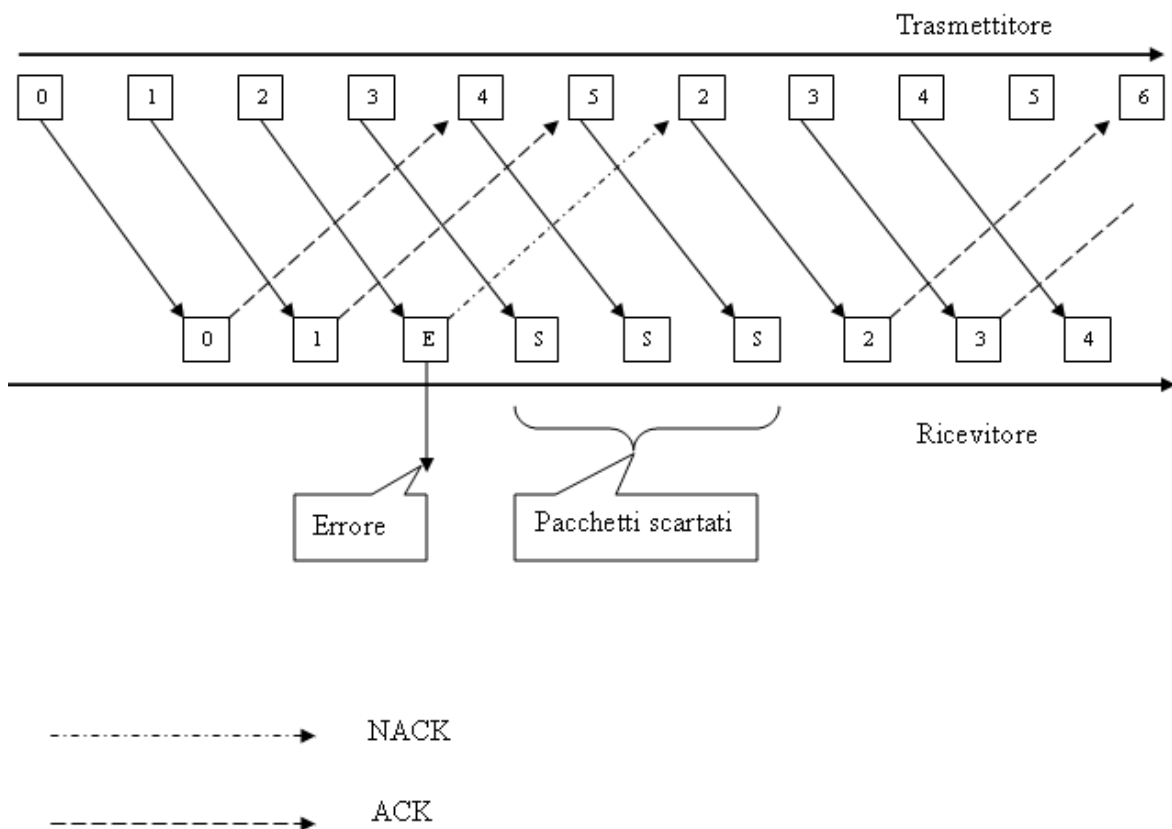 Trasmettitore
0 1 2 3 4 5 2 3 4 5 6
0 1 E S S S 2 3 4
Ricevitore
Errore
Pacchetti scartati
NACK
ACK